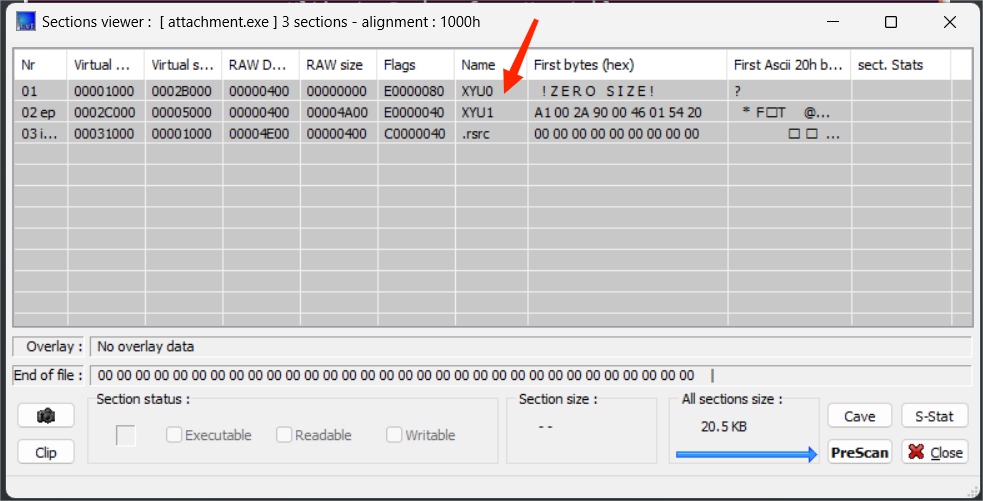 Sections viewer : [ attachment.exe ] 3 sections - alignment : 1000h
Nr Virtual ... Virtual s... RAW D... RAW size Flags Name First bytes (hex) First Ascii 20h b... sect. Stats
01 00001000 0002B000 00000400 00000000 E0000080 XYU0 ! Z E R O S I Z E ! ?
02 ep 0002C000 00005000 00000400 00004A00 E0000040 XYU1 A1 00 2A 90 00 46 01 54 20 * F□T @...
03 i... 00031000 00001000 00004E00 00000400 C0000040 .rsrc 00 00 00 00 00 00 00 00 00 □ □ ...
Overlay : No overlay data
End of file : 00 00 00 00 00 00 00 00 00 00 00 00 00 00 00 00 00 00 00 00 00 00 00 00 00 00 00 00 00 00 00 00 |
Section status : Section size : All sections size :
Executable Readable Writable - - 20.5 KB Cave S-Stat
Clip PreScan Close